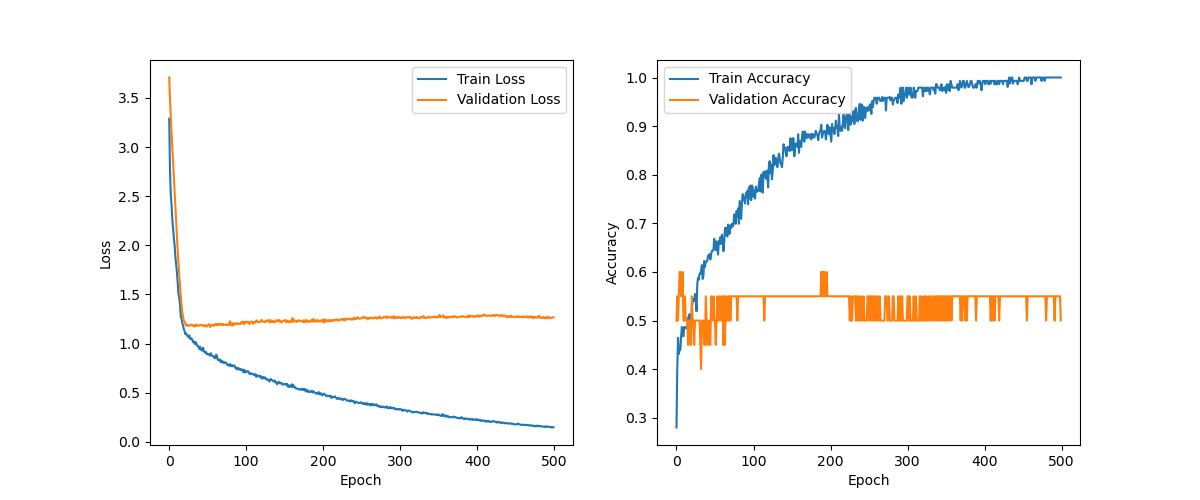 Train Loss
Validation Loss
3.5
3.0
2.5
2.0
1.5
1.0
0.5
0.0
Loss
0 100 200 300 400 500
Epoch
Train Accuracy
Validation Accuracy
1.0
0.9
0.8
0.7
0.6
0.5
0.4
0.3
Accuracy
0 100 200 300 400 500
Epoch